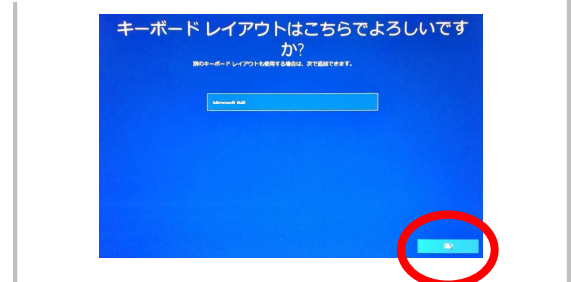 キーボード レイアウトはこちらでよろしいです
か?
別のキーボード レイアウトも使用する場合は、次で追加できます。
Microsoft IME
はい